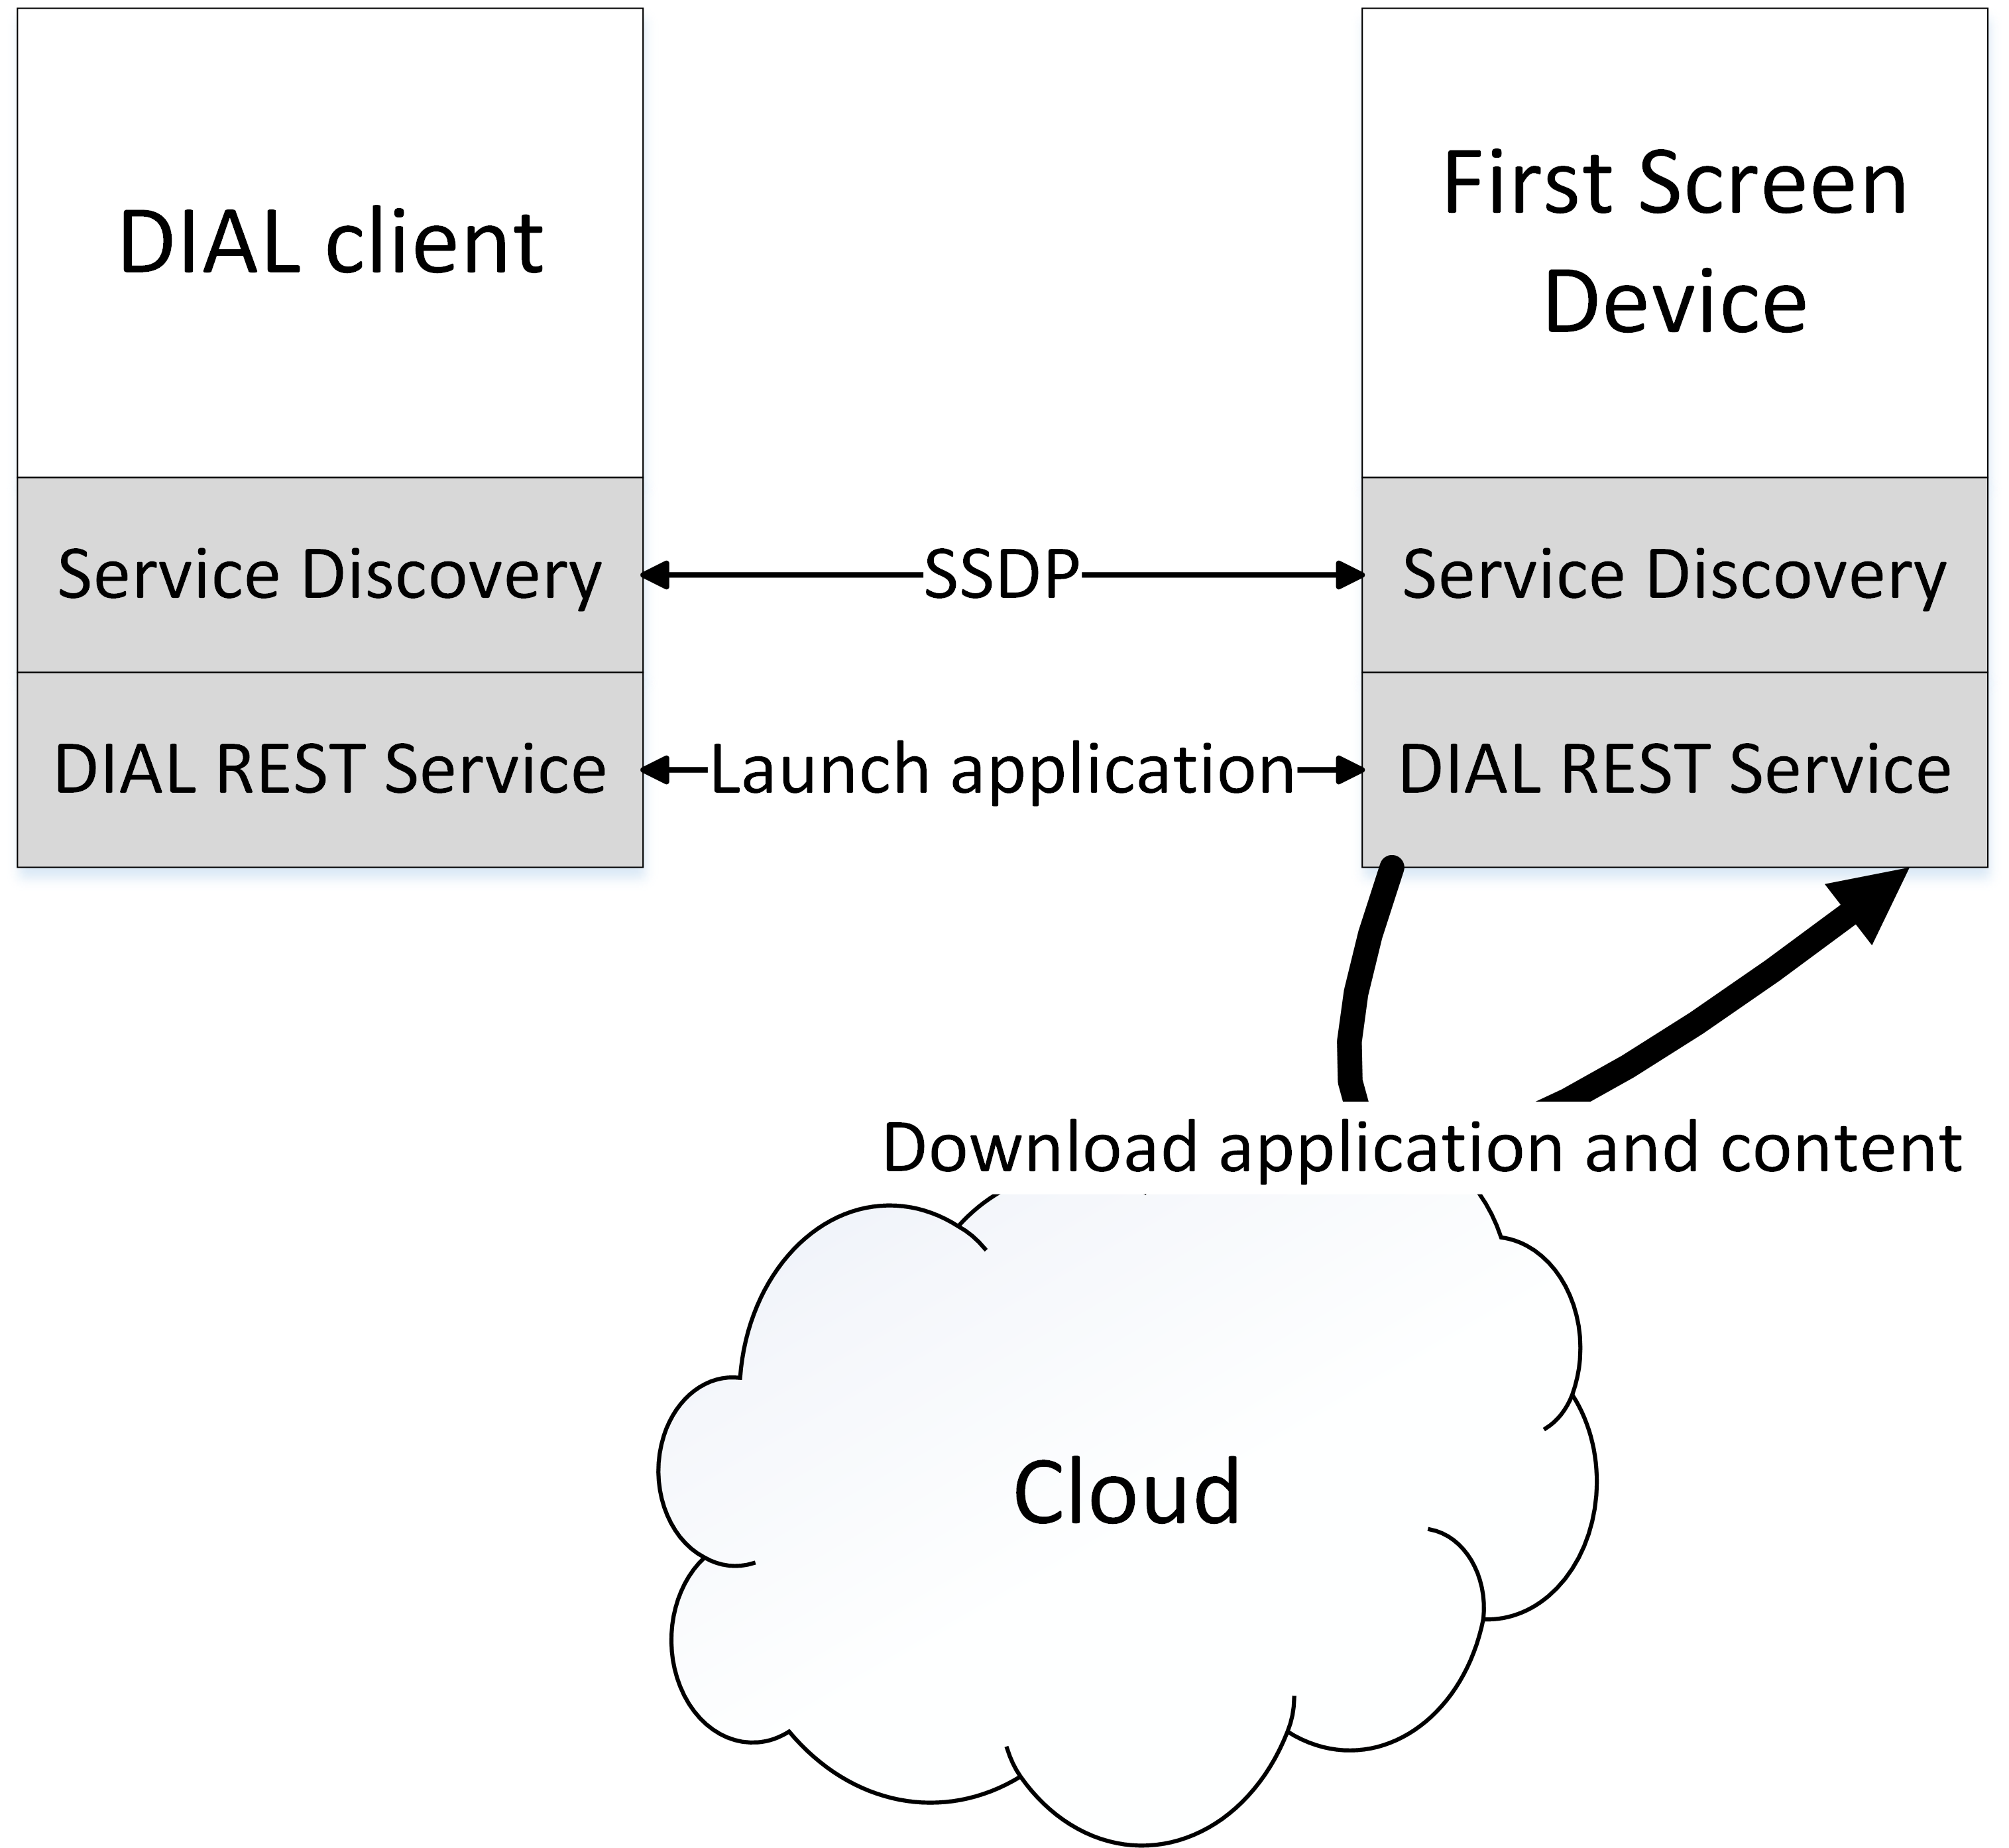 DIAL client
First Screen
Device
Service Discovery
SSDP
Service Discovery
DIAL REST Service
Launch application
DIAL REST Service
Download application and content
Cloud